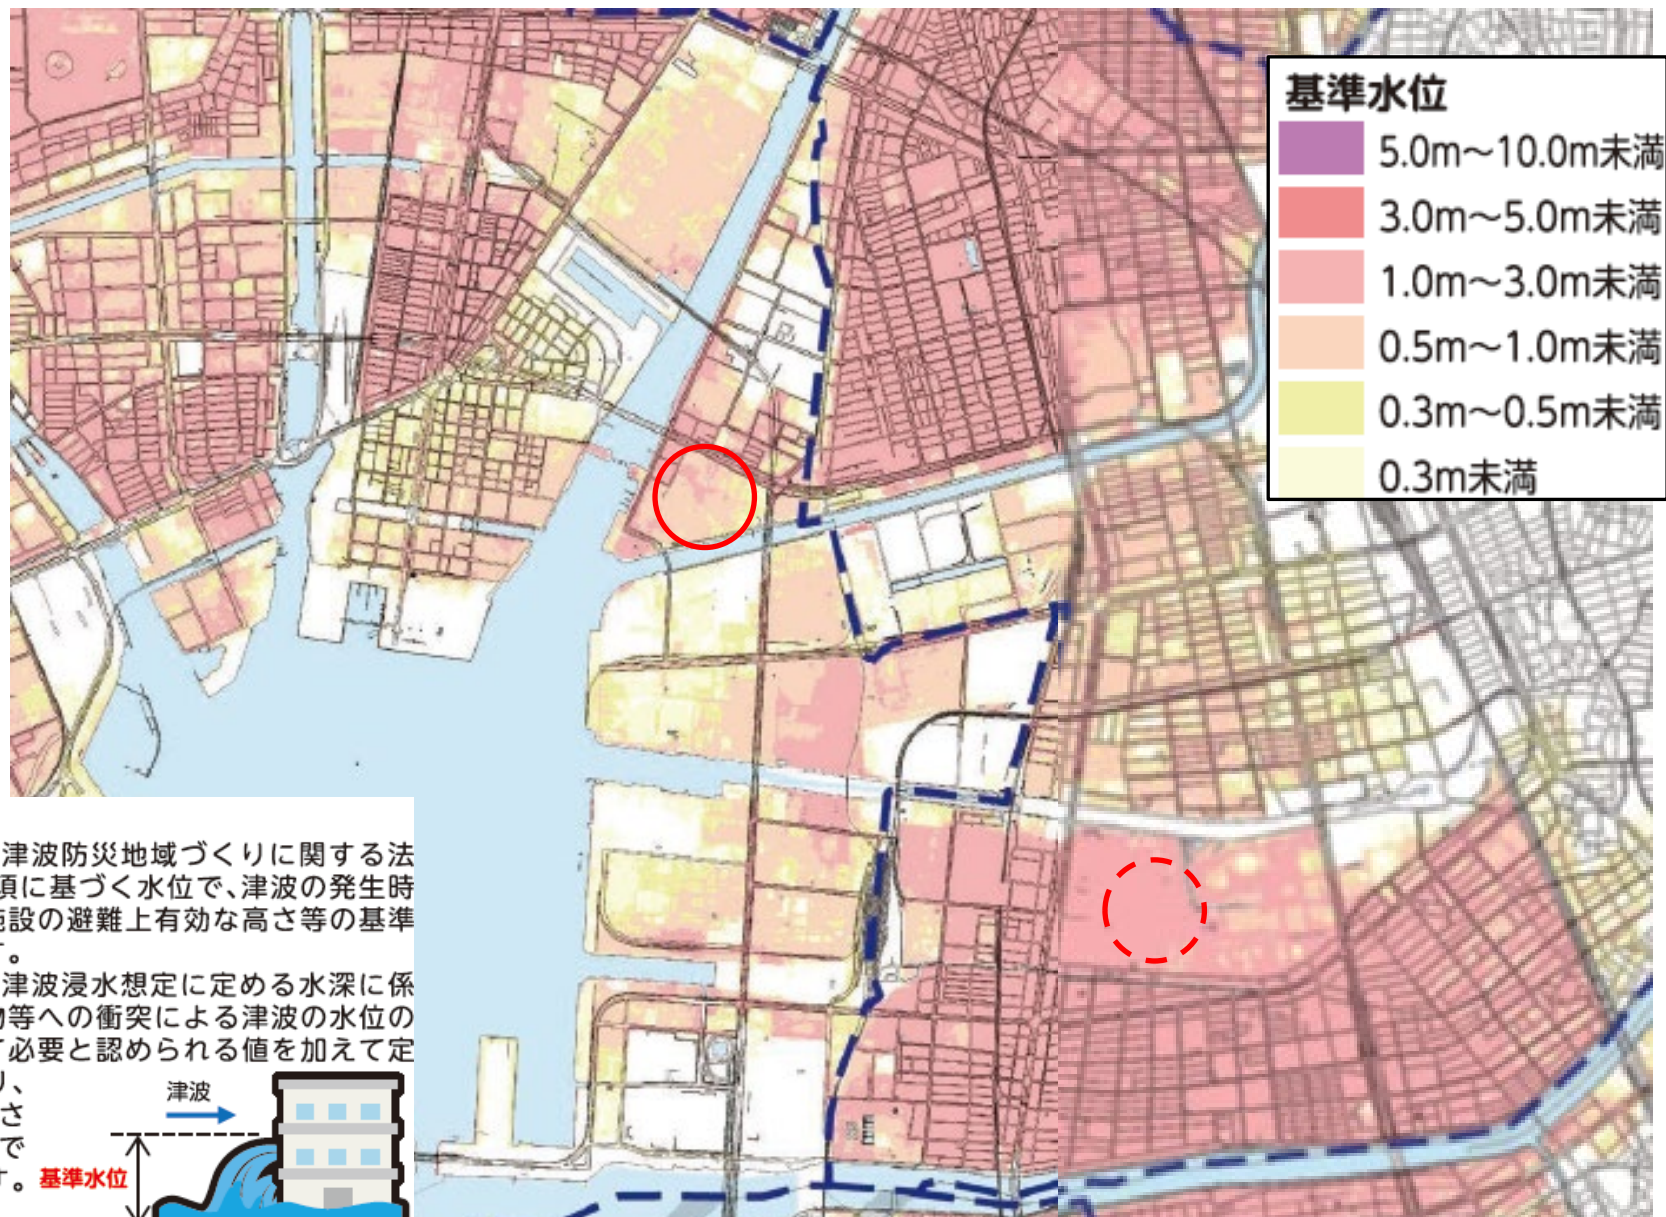 基準水位
5.0m～10.0m未満
3.0m～5.0m未満
1.0m～3.0m未満
0.5m～1.0m未満
0.3m～0.5m未満
0.3m未満
津波防災地域づくりに関する法
項に基づく水位で、津波の発生時
施設の避難上有効な高さ等の基準
す。
津波浸水想定に定める水深に係
物等への衝突による津波の水位の
て必要と認められる値を加えて定
り、
さ
で
す。
津波
基準水位